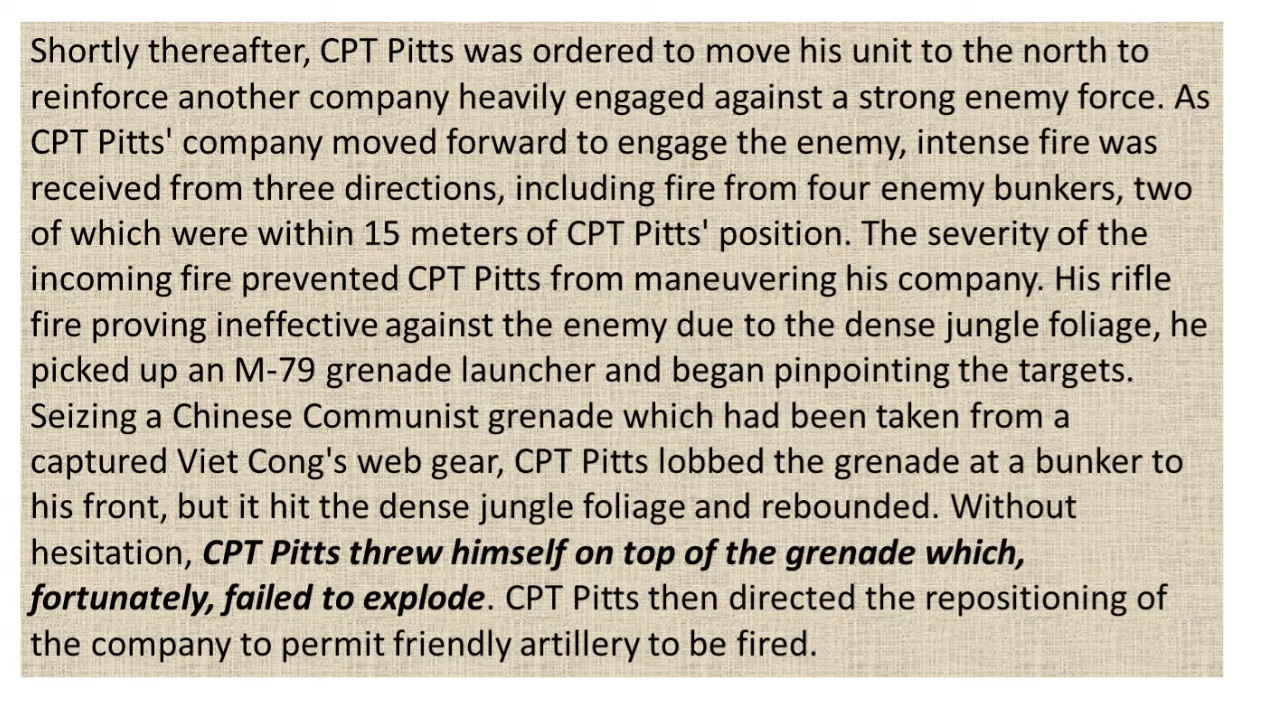 Shortly thereafter, CPT Pitts was ordered to move his unit to the north to
reinforce another company heavily engaged against a strong enemy force. As
CPT Pitts' company moved forward to engage the enemy, intense fire was
received from three directions, including fire from four enemy bunkers, two
of which were within 15 meters of CPT Pitts' position. The severity of the
incoming fire prevented CPT Pitts from maneuvering his company. His rifle
fire proving ineffective against the enemy due to the dense jungle foliage, he
picked up an M-79 grenade launcher and began pinpointing the targets.
Seizing a Chinese Communist grenade which had been taken from a
captured Viet Cong's web gear, CPT Pitts lobbed the grenade at a bunker to
his front, but it hit the dense jungle foliage and rebounded. Without
hesitation, CPT Pitts threw himself on top of the grenade which,
fortunately, failed to explode. CPT Pitts then directed the repositioning of
the company to permit friendly artillery to be fired.